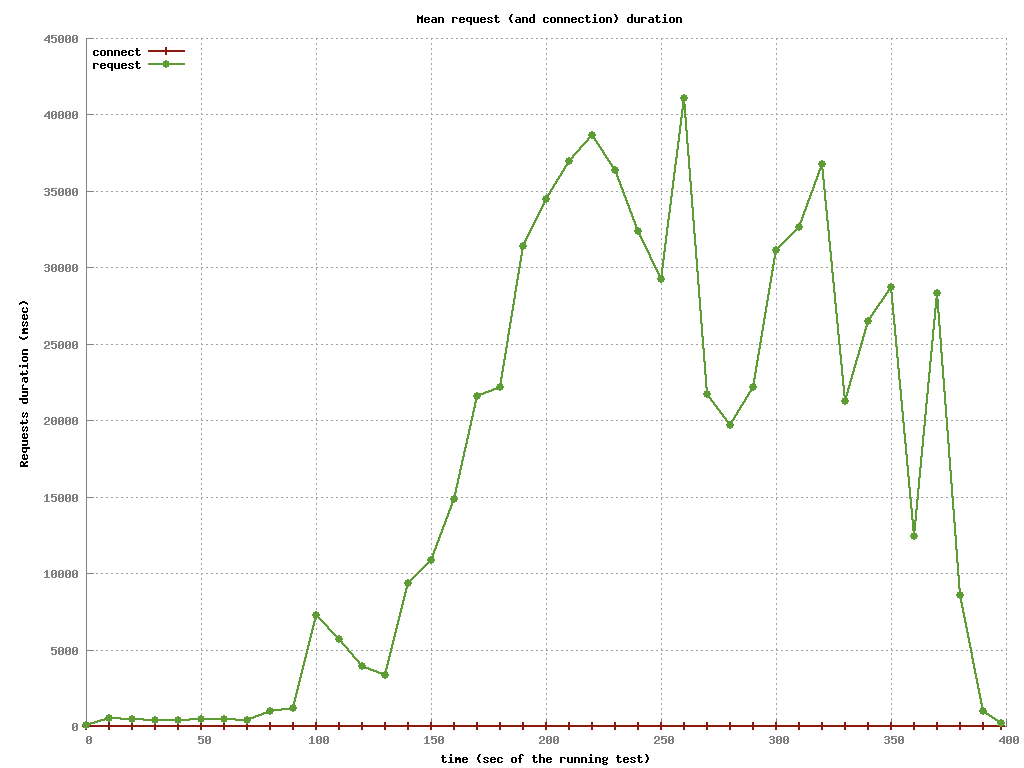 Mean request (and connection) duration
connect
request
45000
40000
35000
30000
25000
20000
15000
10000
5000
0
Requests duration (msec)
0 50 100 150 200 250 300 350 400
time (sec of the running test)